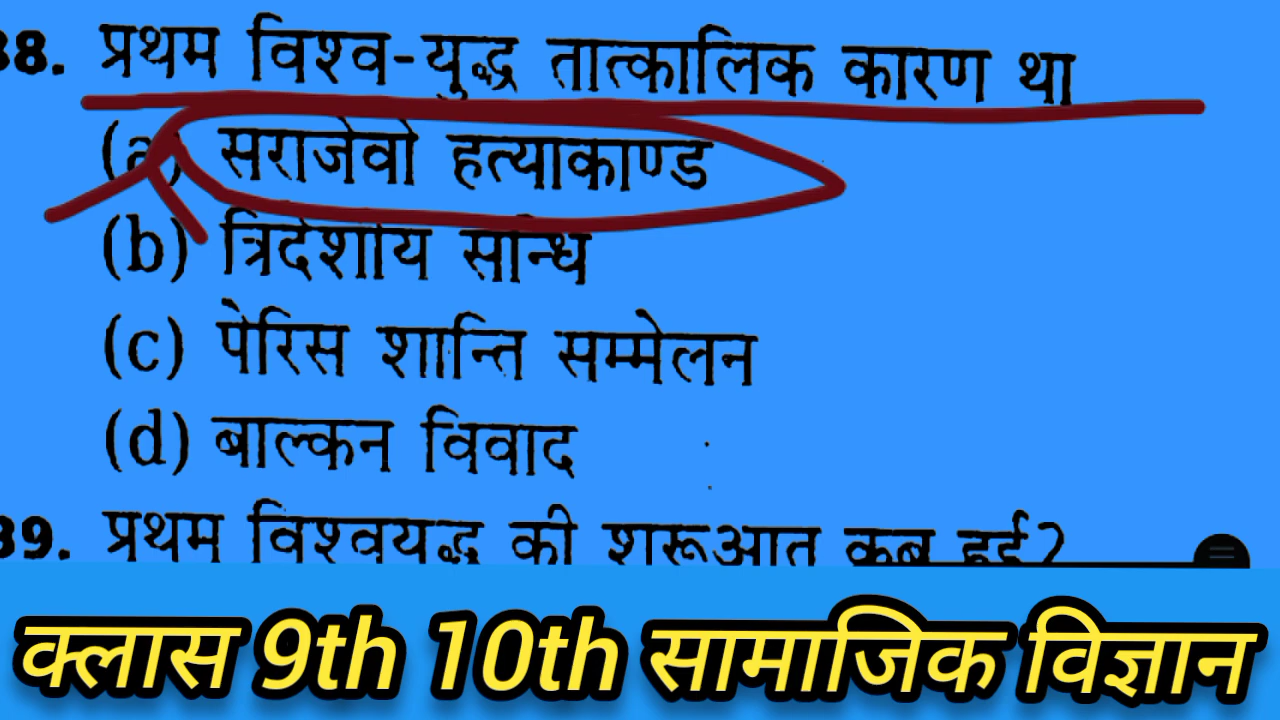 38. प्रथम विश्व-युद्ध तात्कालिक कारण था
(a) सराजेवो हत्याकाण्ड
(b) त्रिदेशीय सन्धि
(c) पेरिस शान्ति सम्मेलन
(d) बाल्कन विवाद
39. प्रथम विश्वयुद्ध की शुरूआत कब हुई?
क्लास 9th 10th सामाजिक विज्ञान